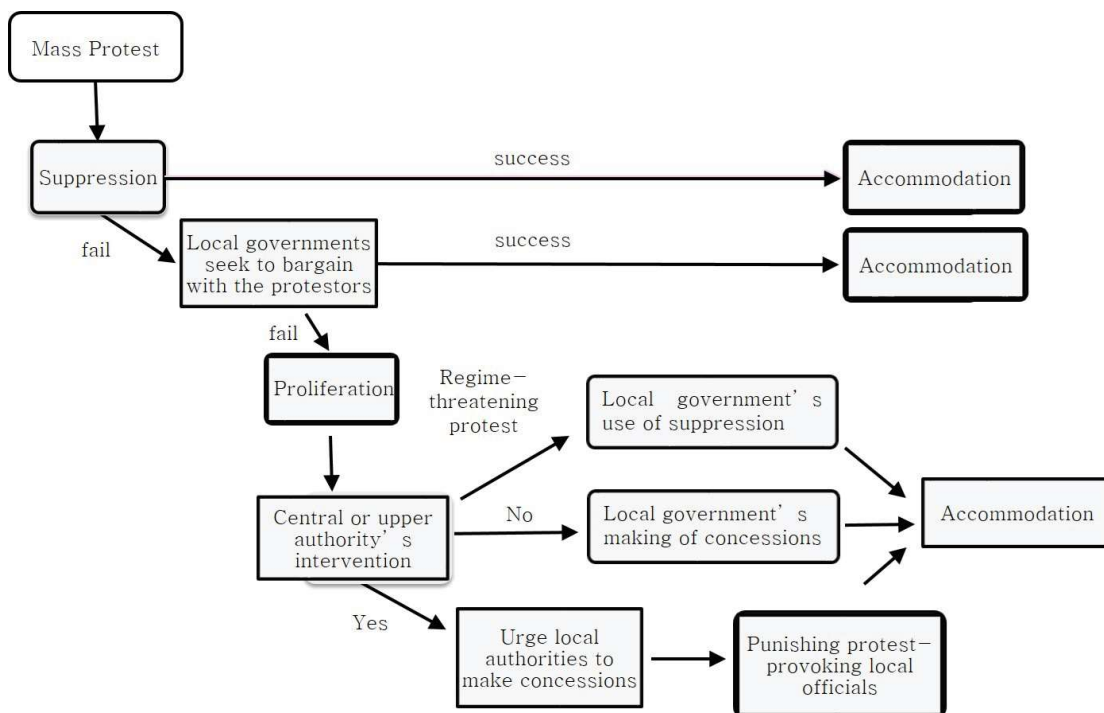 Mass Protest
Suppression
success
Accommodation
fail
Local governments
seek to bargain
with the protestors
success
Accommodation
fail
Proliferation
Regime-
threatening
protest
Local government's
use of suppression
Central or upper
authority's
intervention
No
Local government's
making of concessions
Accommodation
Yes
Urge local
authorities to
make concessions
Punishing protest-
provoking local
officials